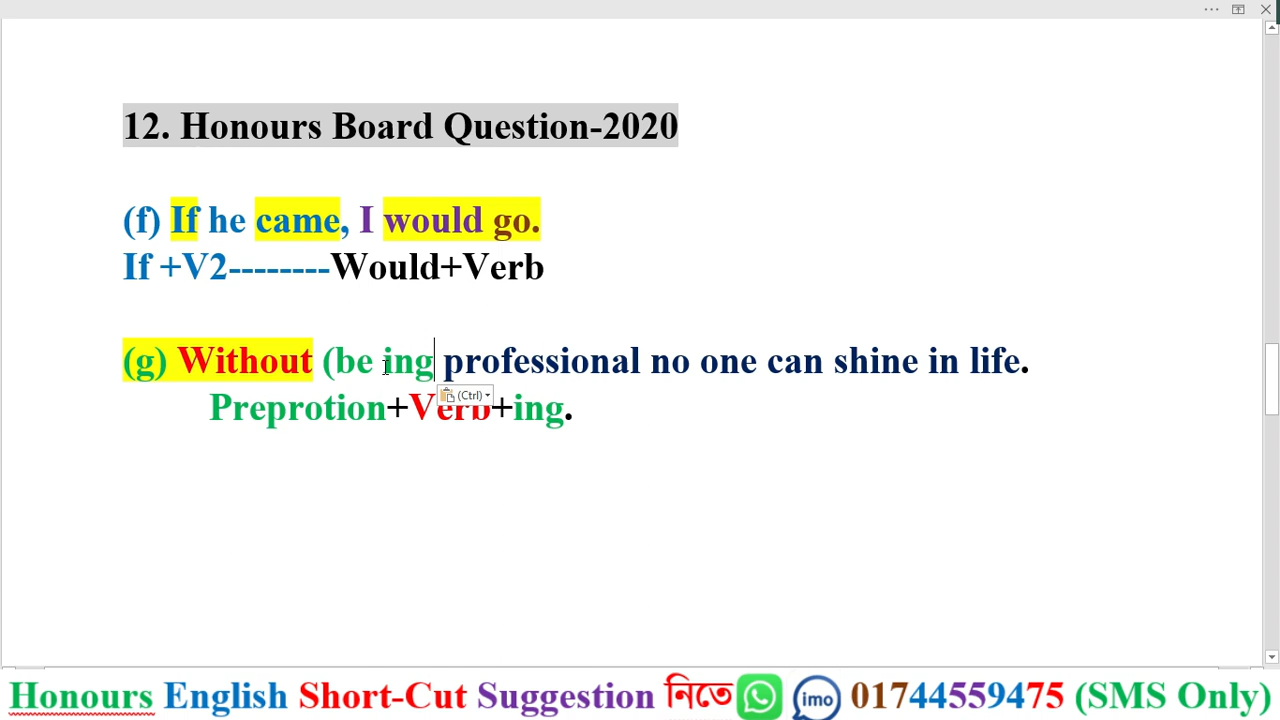 12. Honours Board Question-2020
(f) If he came, I would go.
If +V2--------Would+Verb
(g) Without (be ing professional no one can shine in life.
(Ctrl)
Preprotion+Verb+ing.
Honours English Short-Cut Suggestion নিতে imo 01744559475 (SMS Only)